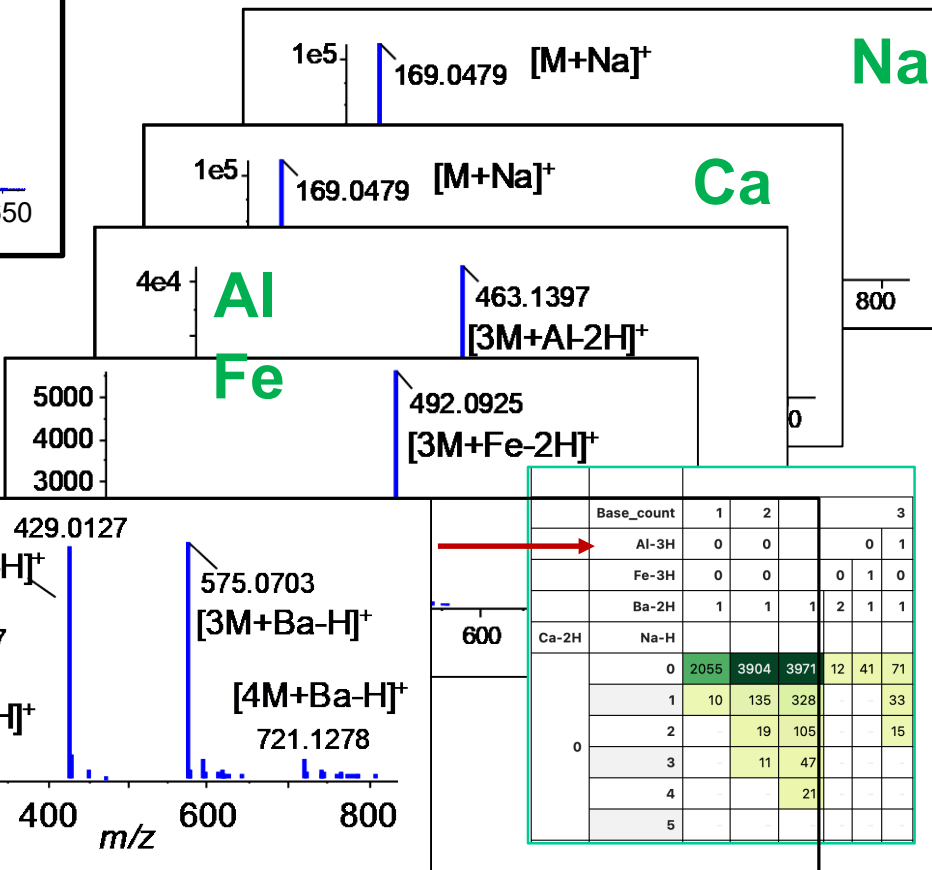 1e5
169.0479
[M+Na]⁺
Na
1e5
169.0479
[M+Na]⁺
Ca
50
4e4
Al
463.1397
[3M+Al-2H]⁺
800
Fe
5000
4000
3000
492.0925
[3M+Fe-2H]⁺
0
429.0127
H]⁺
575.0703
[3M+Ba-H]⁺
7
[4M+Ba-H]⁺
H]⁺
721.1278
400
600
800
m/z
600
Base_count 1 2 3
Al-3H 0 0 0 1
Fe-3H 0 0 0 1 0
Ba-2H 1 1 1 2 1 1
Ca-2H Na-H
0 2055 3904 3971 12 41 71
1 10 135 328 - - 33
2 - 19 105 - - 15
0
3 - 11 47 - - -
4 - - 21 - - -
5 - - - - - -